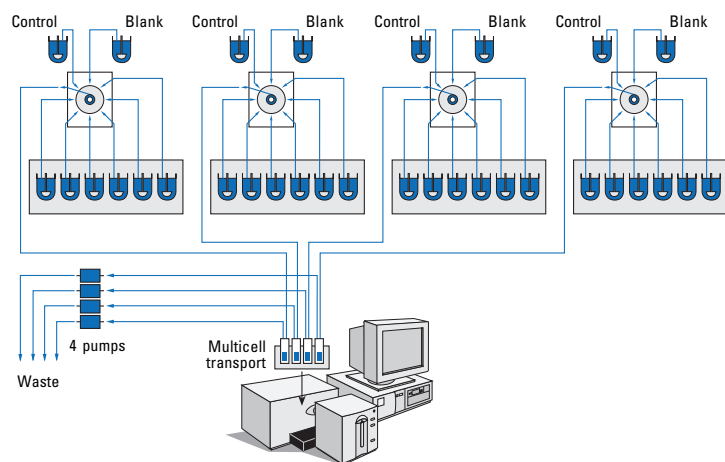 Control Blank Control Blank Control Blank Control Blank
4 pumps
Waste
Multicell
transport